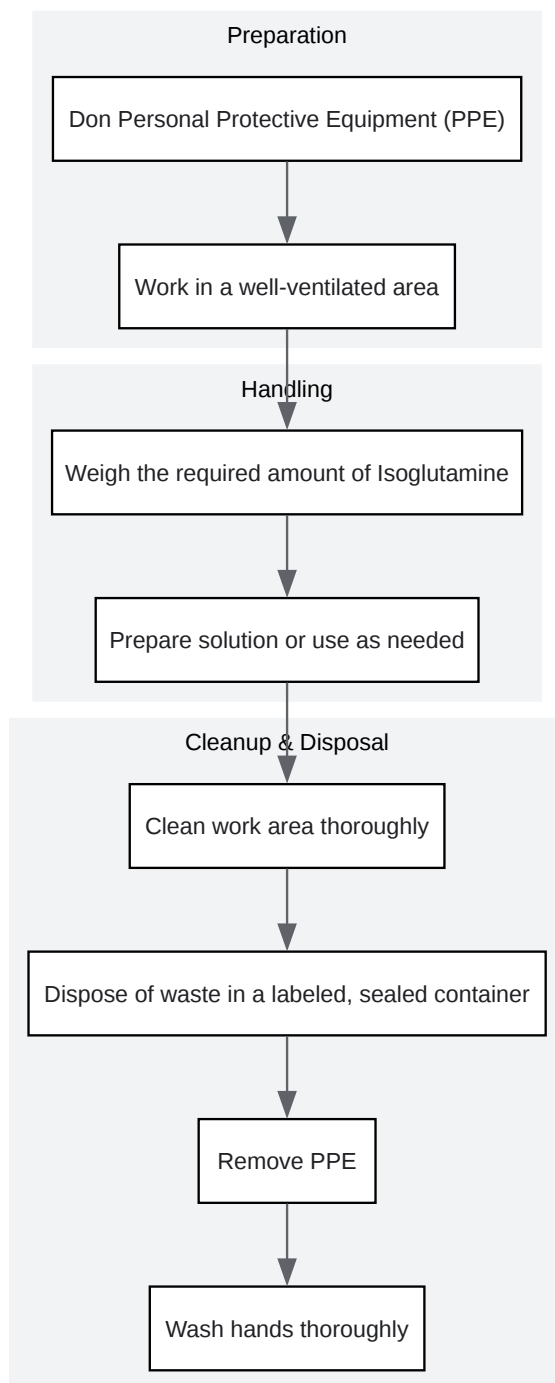 Preparation
Don Personal Protective Equipment (PPE)
Work in a well-ventilated area
Handling
Weigh the required amount of Isoglutamine
Prepare solution or use as needed
Cleanup & Disposal
Clean work area thoroughly
Dispose of waste in a labeled, sealed container
Remove PPE
Wash hands thoroughly